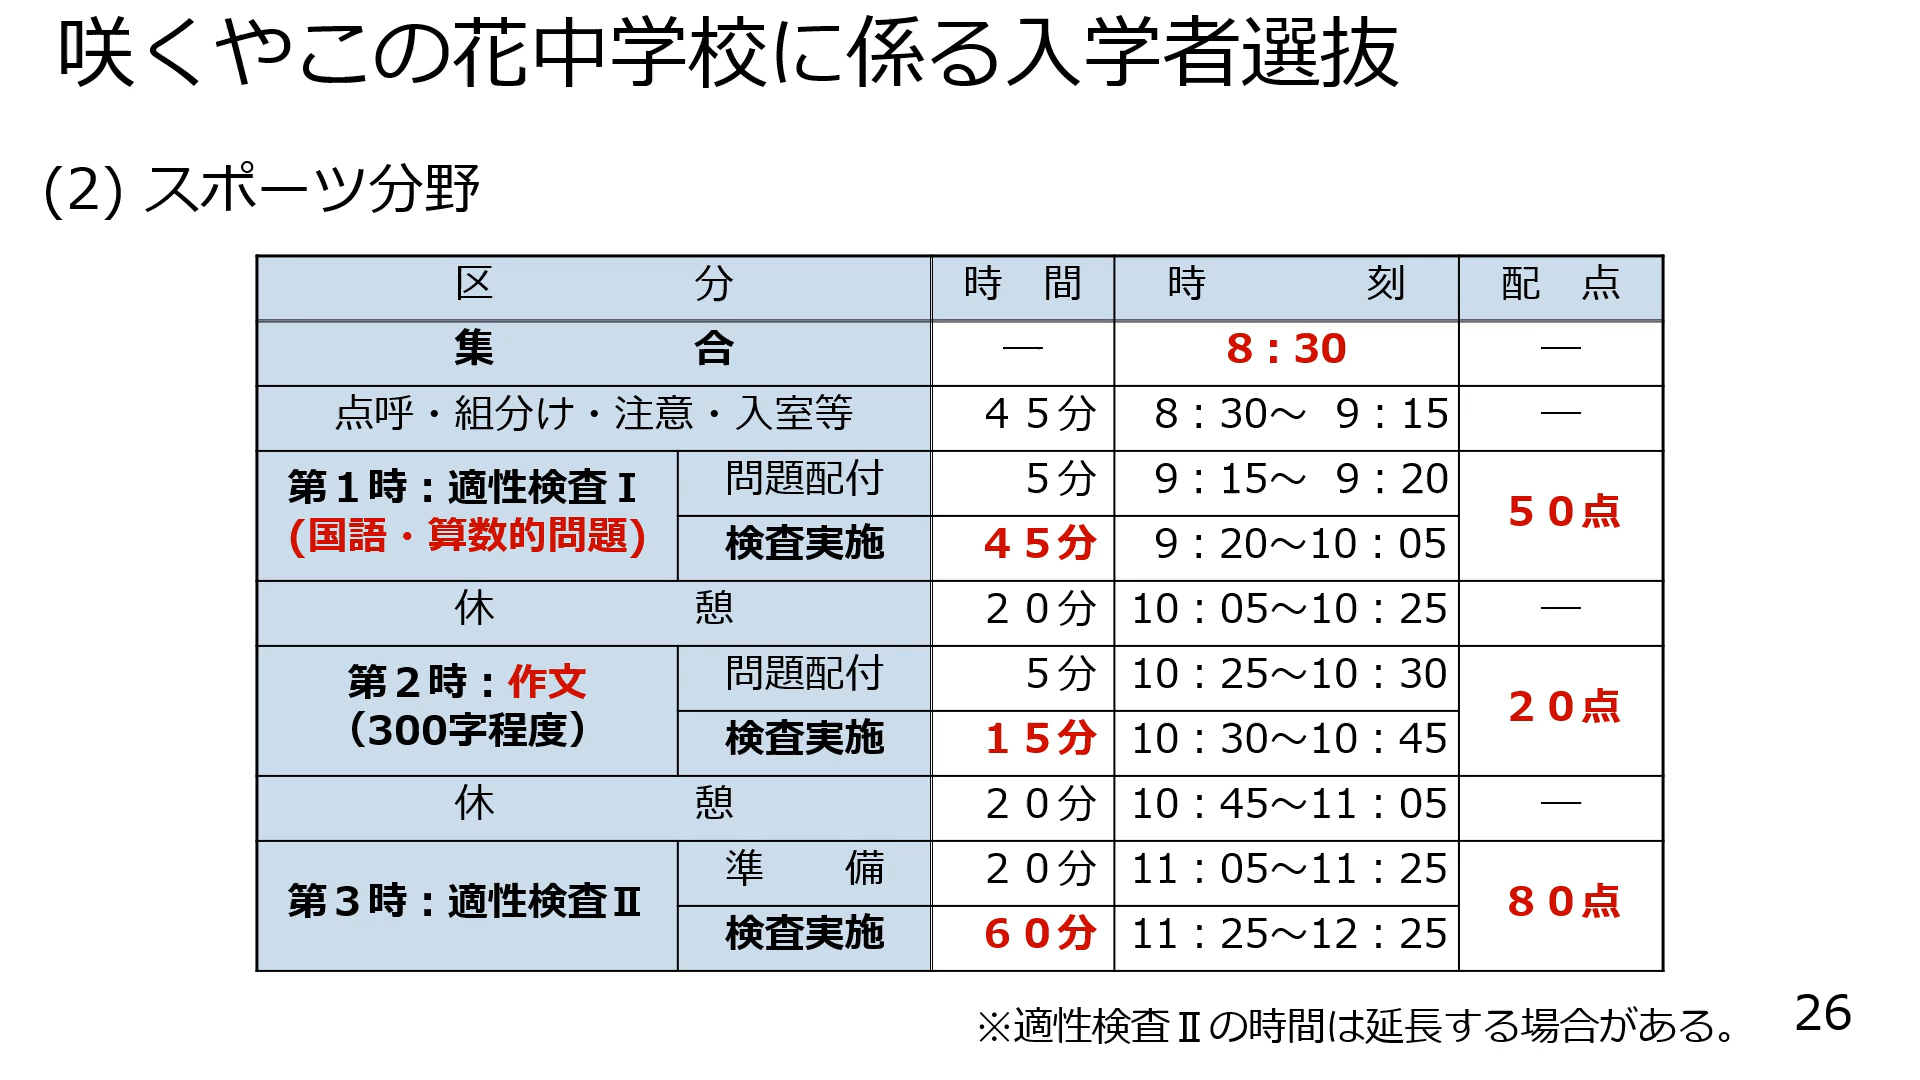 咲くやこの花中学校に係る入学者選抜
(2) スポーツ分野
区　分 時　間 時　刻 配　点
集　合 ― 8：30 ―
点呼・組分け・注意・入室等 ４５分 8：30～ 9：15 ―
第１時：適性検査Ⅰ
(国語・算数的問題)
問題配付 ５分 9：15～ 9：20
検査実施 ４５分 9：20～10：05
５０点
休　憩 ２０分 10：05～10：25 ―
第２時：作文
（300字程度）
問題配付 ５分 10：25～10：30
検査実施 １５分 10：30～10：45
２０点
休　憩 ２０分 10：45～11：05 ―
第３時：適性検査Ⅱ
準　備 ２０分 11：05～11：25
検査実施 ６０分 11：25～12：25
８０点
※適性検査Ⅱの時間は延長する場合がある。
26